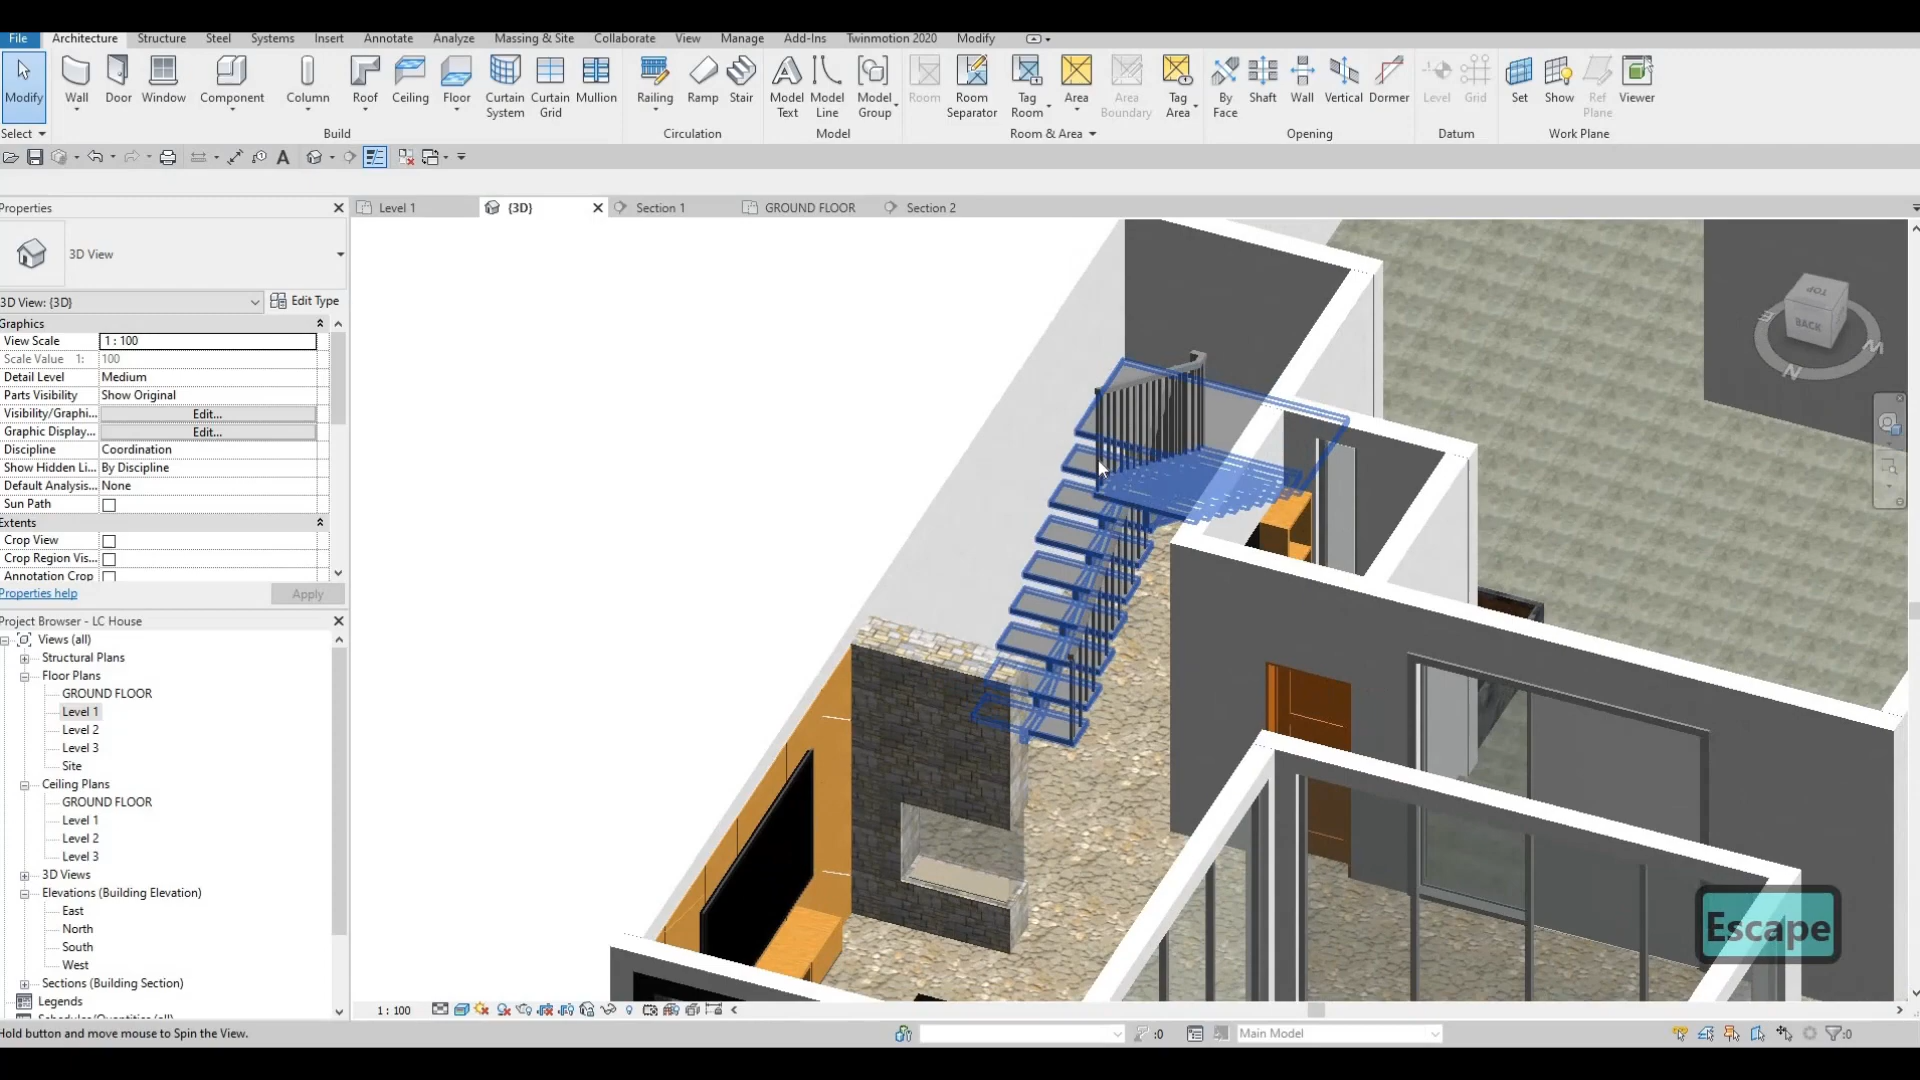 File Architecture Structure Steel Systems Insert Annotate Analyze Massing & Site Collaborate View Manage Add-Ins Twinmotion 2020 Modify
Modify Wall Door Window Component Column Roof Ceiling Floor Curtain System Curtain Grid Mullion Railing Ramp Stair Model Text Model Line Model Group Room Room Separator Tag Room Area Area Boundary Tag Area By Face Shaft Wall Vertical Dormer Level Grid Set Show Ref Plane Viewer
Select Build Circulation Model Room & Area Opening Datum Work Plane
Properties
Level 1 {3D} Section 1 GROUND FLOOR Section 2
3D View
3D View: {3D} Edit Type
Graphics
View Scale 1 : 100
Scale Value 1: 100
Detail Level Medium
Parts Visibility Show Original
Visibility/Graphi... Edit...
Graphic Display... Edit...
Discipline Coordination
Show Hidden Li... By Discipline
Default Analysis... None
Sun Path
Extents
Crop View
Crop Region Vis...
Annotation Crop
Properties help Apply
Project Browser - LC House
Views (all)
Structural Plans
Floor Plans
GROUND FLOOR
Level 1
Level 2
Level 3
Site
Ceiling Plans
GROUND FLOOR
Level 1
Level 2
Level 3
3D Views
Elevations (Building Elevation)
East
North
South
West
Sections (Building Section)
Legends
TOP
BACK
W
N
Escape
1 : 100
Hold button and move mouse to Spin the View.
:0
Main Model
:0